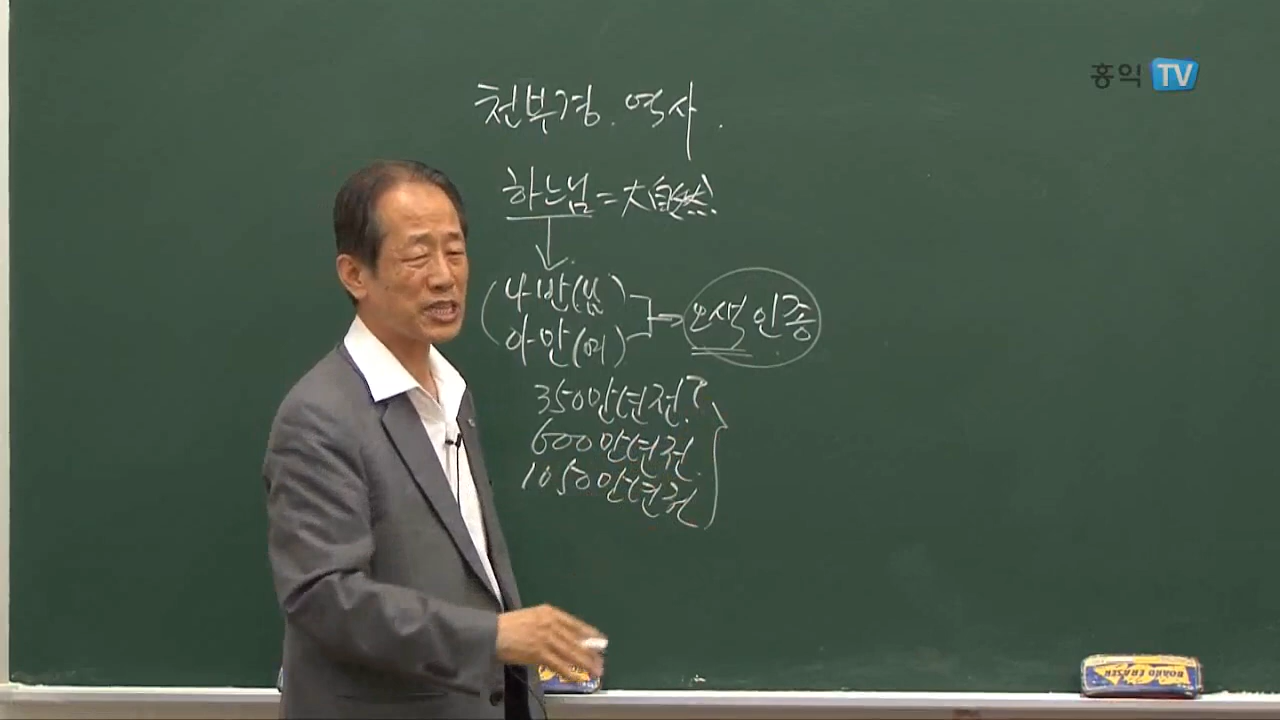 홍익 TV
천부경. 역사.
하느님 = 大自然.
나반(남)
아만(여)
오색인종
350만년전?
600만년전.
1050만년전
BOARD ERASER